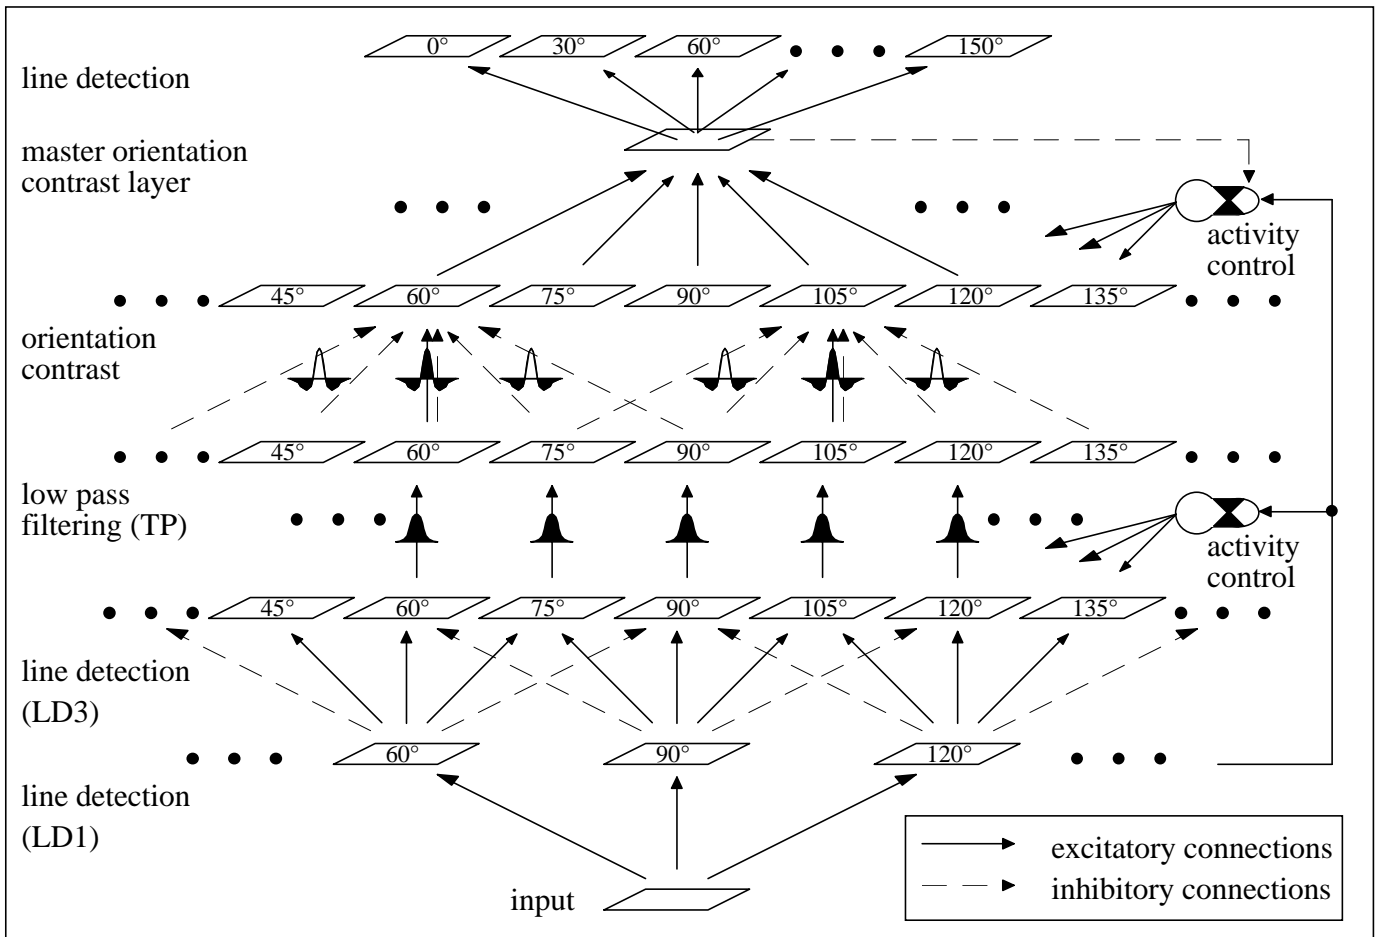 0° 30° 60° 150°
line detection
master orientation
contrast layer
activity
control
45° 60° 75° 90° 105° 120° 135°
orientation
contrast
45° 60° 75° 90° 105° 120° 135°
low pass
filtering (TP)
activity
control
45° 60° 75° 90° 105° 120° 135°
line detection
(LD3)
60° 90° 120°
line detection
(LD1)
excitatory connections
inhibitory connections
input